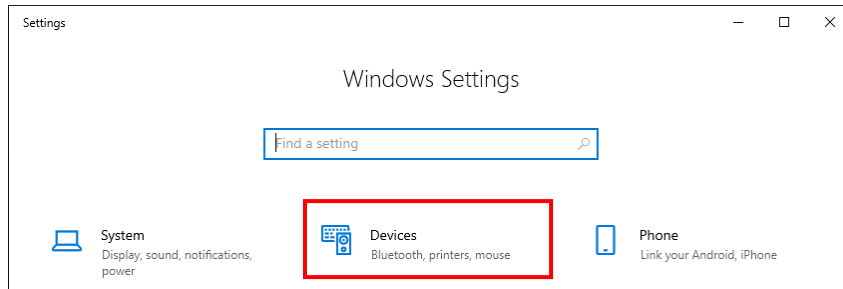 Settings
Windows Settings
Find a setting
System
Display, sound, notifications,
power
Devices
Bluetooth, printers, mouse
Phone
Link your Android, iPhone